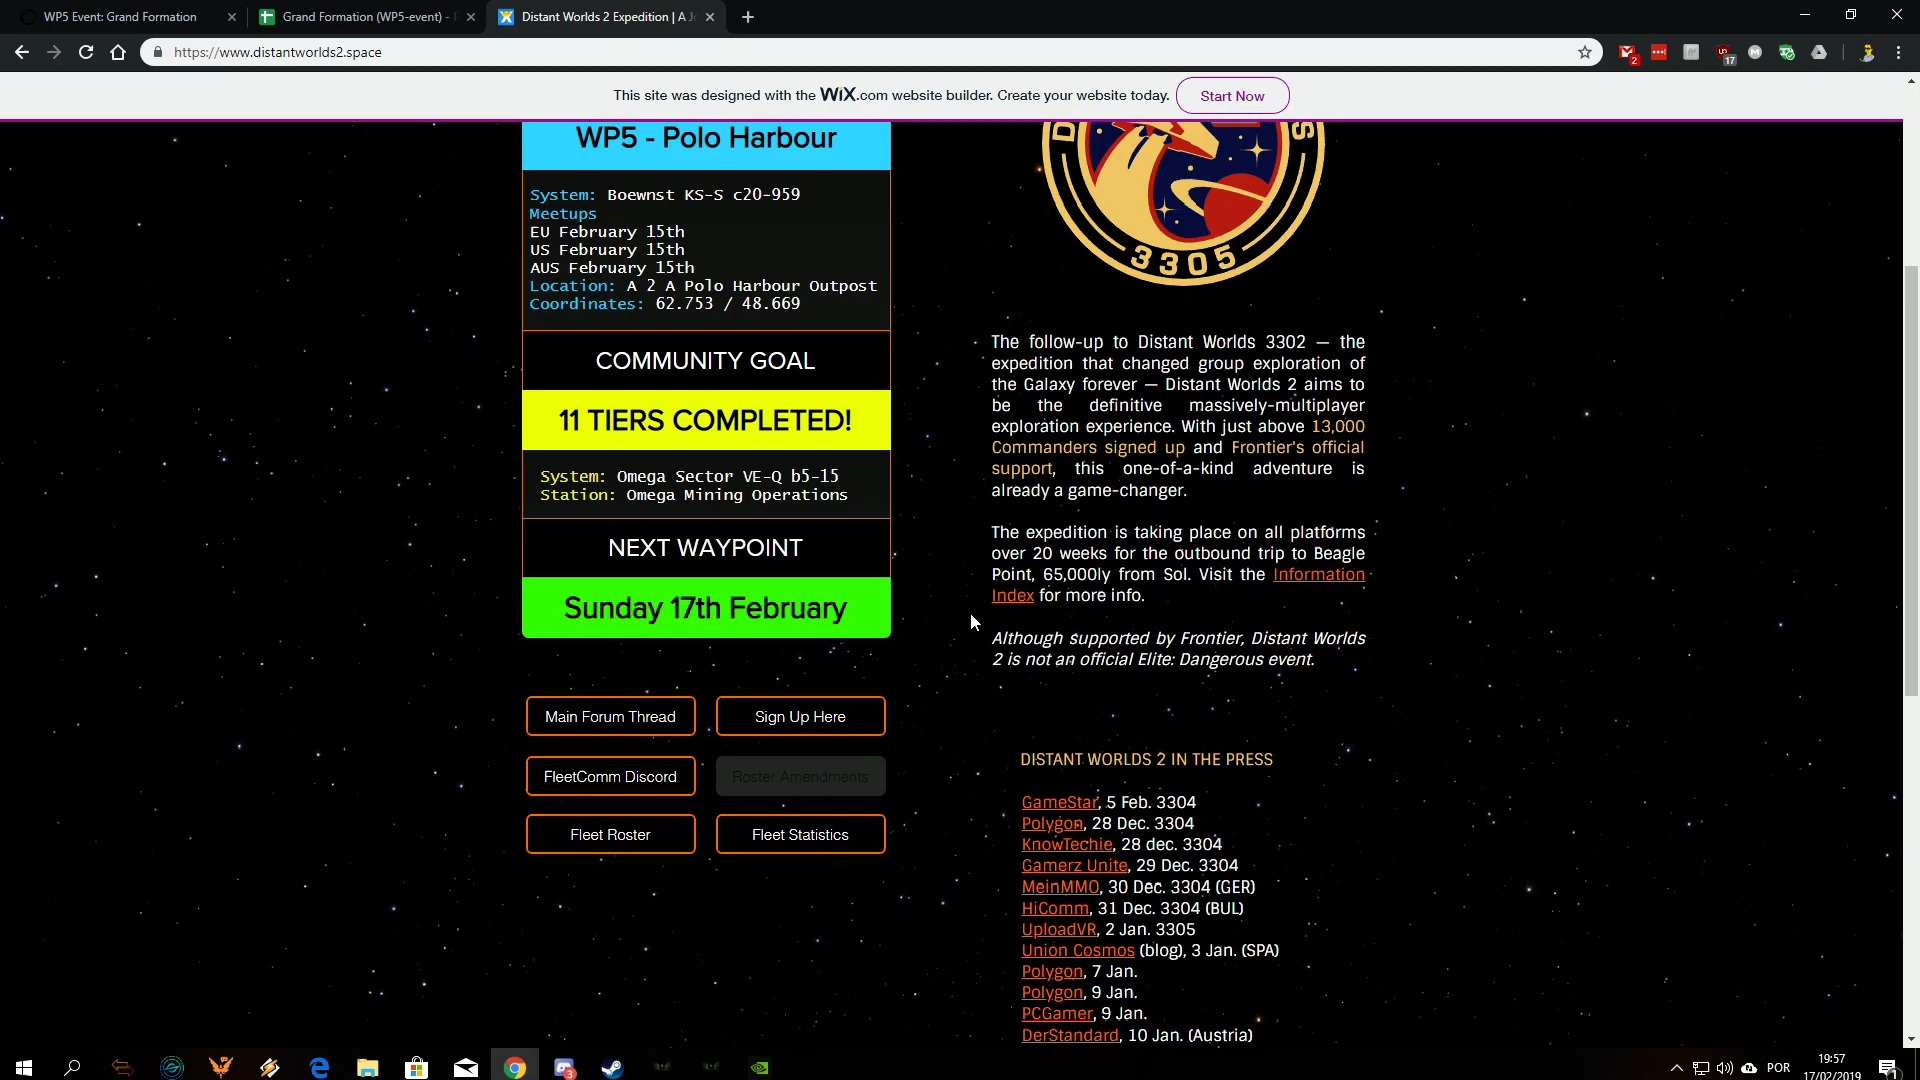 WP5 Event: Grand Formation
Grand Formation (WP5-event) -
Distant Worlds 2 Expedition | A
https://www.distantworlds2.space
2
17
This site was designed with the WiX.com website builder. Create your website today.
Start Now
WP5 - Polo Harbour
System: Boewnst KS-S c20-959
Meetups
EU February 15th
US February 15th
AUS February 15th
Location: A 2 A Polo Harbour Outpost
Coordinates: 62.753 / 48.669
COMMUNITY GOAL
11 TIERS COMPLETED!
System: Omega Sector VE-Q b5-15
Station: Omega Mining Operations
NEXT WAYPOINT
Sunday 17th February
Main Forum Thread
Sign Up Here
FleetComm Discord
Roster Amendments
Fleet Roster
Fleet Statistics
3305
The follow-up to Distant Worlds 3302 — the
expedition that changed group exploration of
the Galaxy forever — Distant Worlds 2 aims to
be the definitive massively-multiplayer
exploration experience. With just above 13,000
Commanders signed up and Frontier's official
support, this one-of-a-kind adventure is
already a game-changer.
The expedition is taking place on all platforms
over 20 weeks for the outbound trip to Beagle
Point, 65,000ly from Sol. Visit the Information
Index for more info.
Although supported by Frontier, Distant Worlds
2 is not an official Elite: Dangerous event.
DISTANT WORLDS 2 IN THE PRESS
GameStar, 5 Feb. 3304
Polygon, 28 Dec. 3304
KnowTechie, 28 dec. 3304
Gamerz Unite, 29 Dec. 3304
MeinMMO, 30 Dec. 3304 (GER)
HiComm, 31 Dec. 3304 (BUL)
UploadVR, 2 Jan. 3305
Union Cosmos (blog), 3 Jan. (SPA)
Polygon, 7 Jan.
Polygon, 9 Jan.
PCGamer, 9 Jan.
DerStandard, 10 Jan. (Austria)
3
POR
19:57
17/02/2019
1